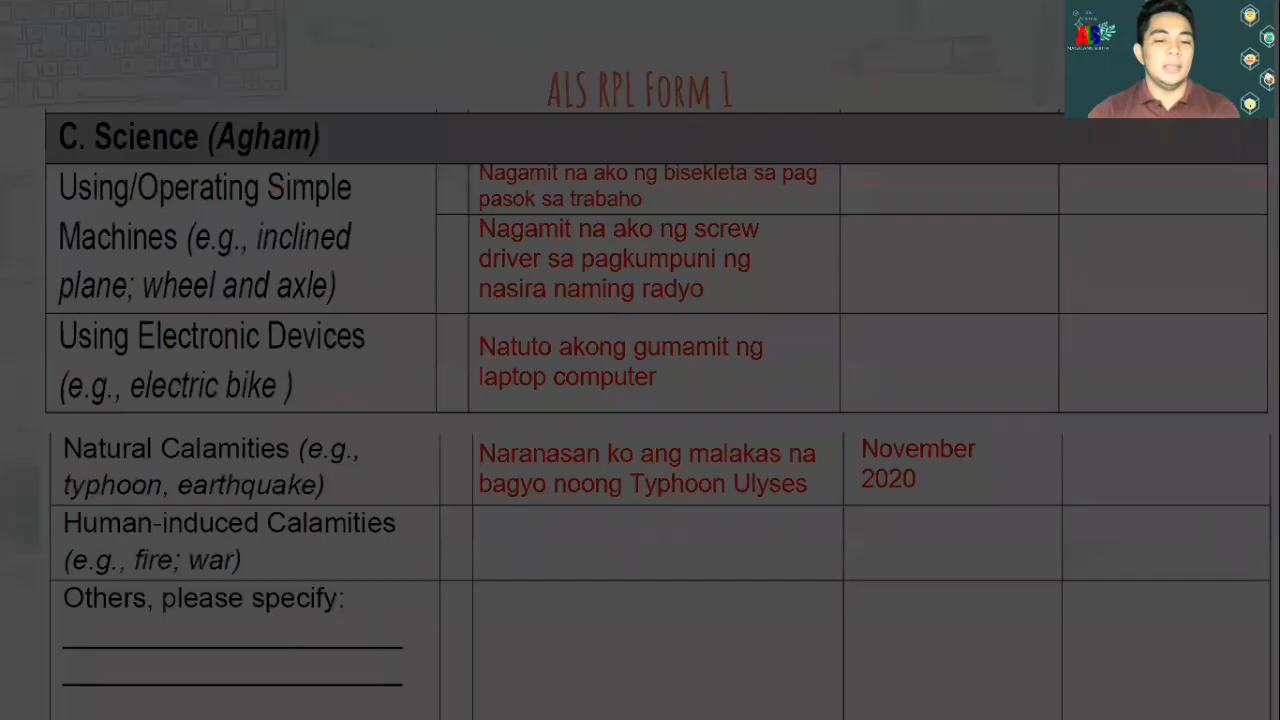 ALS RPL Form 1
ALS
C. Science (Agham)
Using/Operating Simple
Machines (e.g., inclined
plane; wheel and axle)
Nagamit na ako ng bisekleta sa pag
pasok sa trabaho
Nagamit na ako ng screw
driver sa pagkumpuni ng
nasira naming radyo
Using Electronic Devices
(e.g., electric bike )
Natuto akong gumamit ng
laptop computer
Natural Calamities (e.g.,
typhoon, earthquake)
Naranasan ko ang malakas na
bagyo noong Typhoon Ulyses
November
2020
Human-induced Calamities
(e.g., fire; war)
Others, please specify: